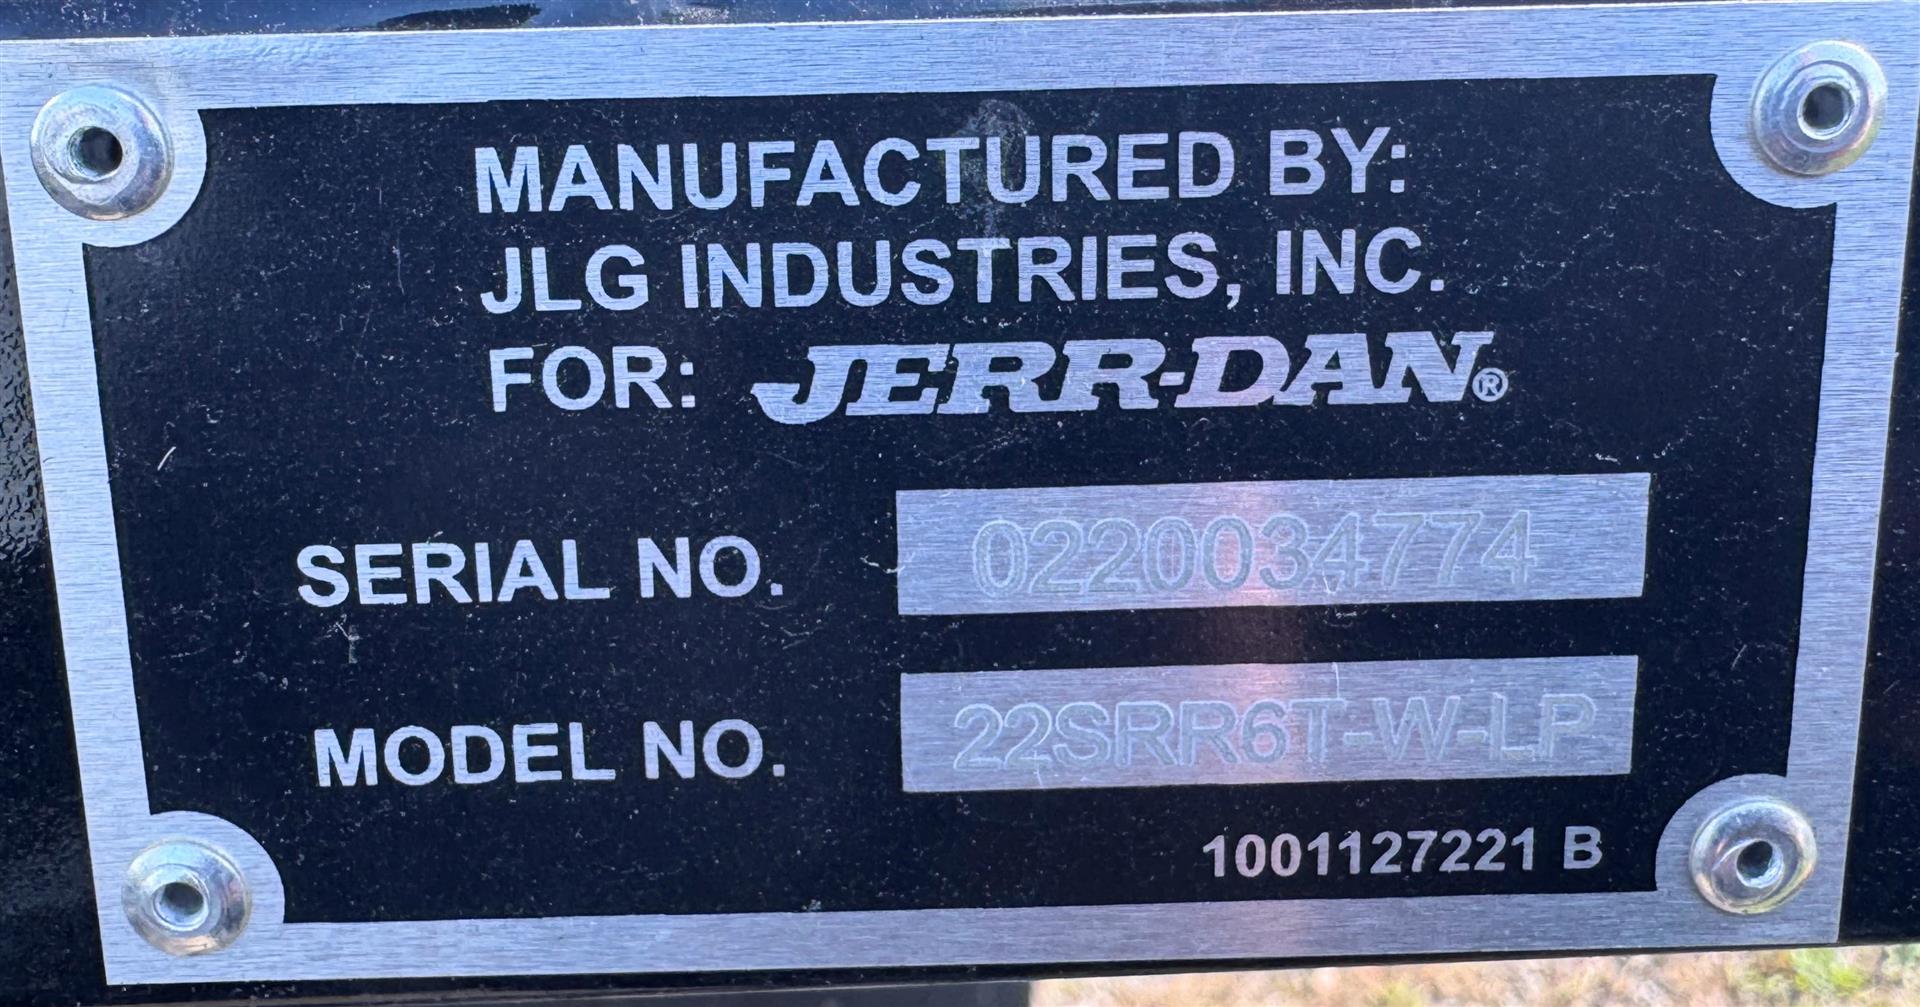 MANUFACTURED BY:
JLG INDUSTRIES, INC.
FOR: JERR-DAN®
SERIAL NO. 0220034774
MODEL NO. 22SRR6T-W-LP
1001127221 B